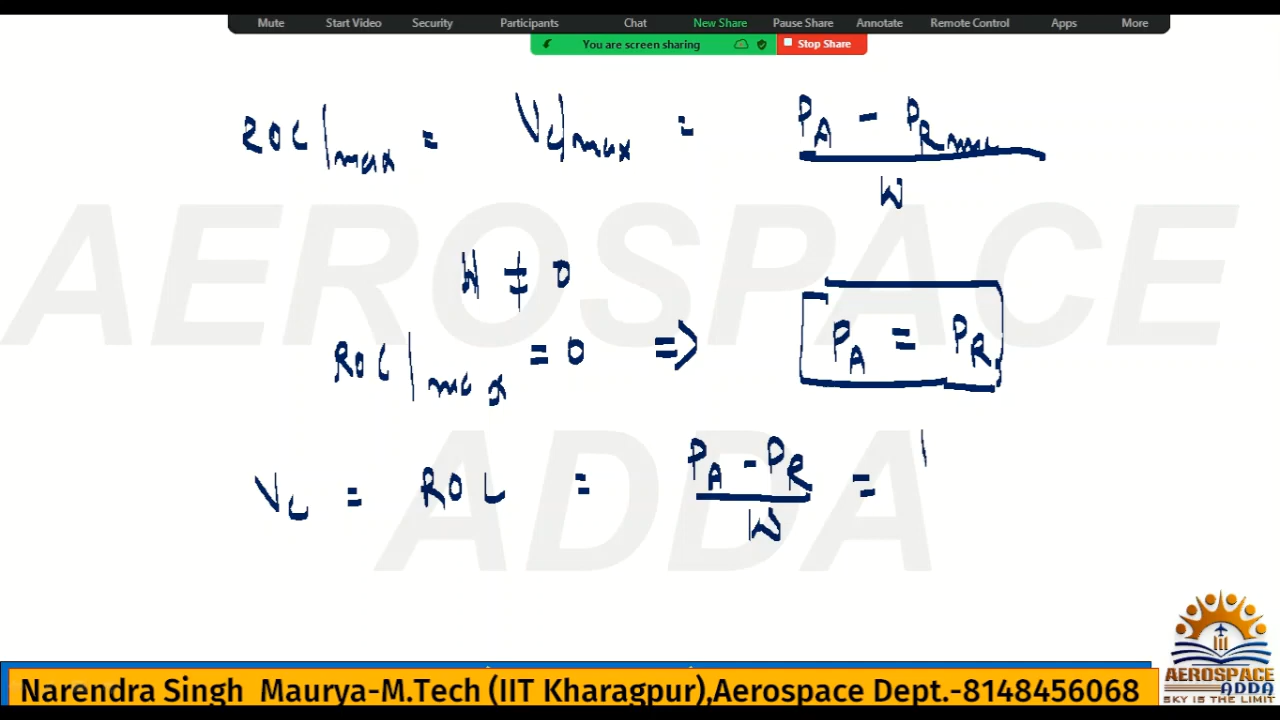 Mute Start Video Security Participants Chat New Share Pause Share Annotate Remote Control Apps More
You are screen sharing Stop Share
ROC|max = Vc|max = PA - PRmin
W
W ≠ 0
ROC|max = 0 => PA = PR
Vc = ROC = PA - PR =
W
AEROSPACE
ADDA
AEROSPACE
ADDA
SKY IS THE LIMIT
Narendra Singh Maurya-M.Tech (IIT Kharagpur),Aerospace Dept.-8148456068